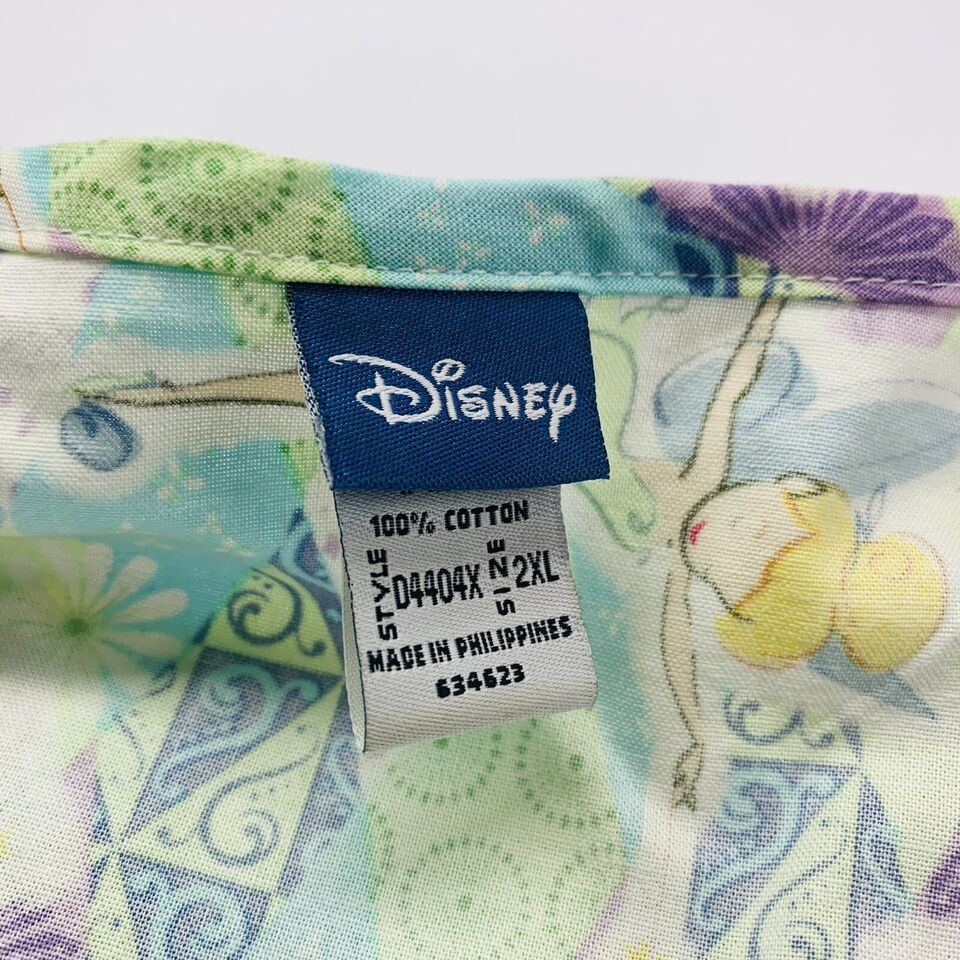 Disney
100% COTTON
STYLE D4404X SIZE 2XL
MADE IN PHILIPPINES
634623